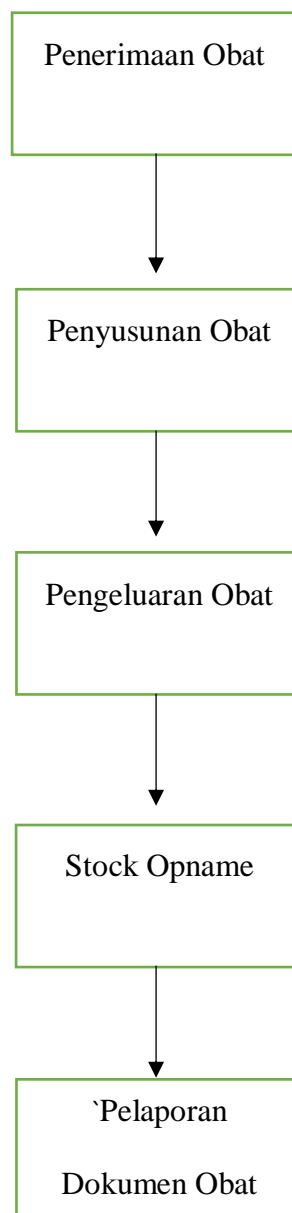 Penerimaan Obat
Penyusunan Obat
Pengeluaran Obat
Stock Opname
`Pelaporan
Dokumen Obat